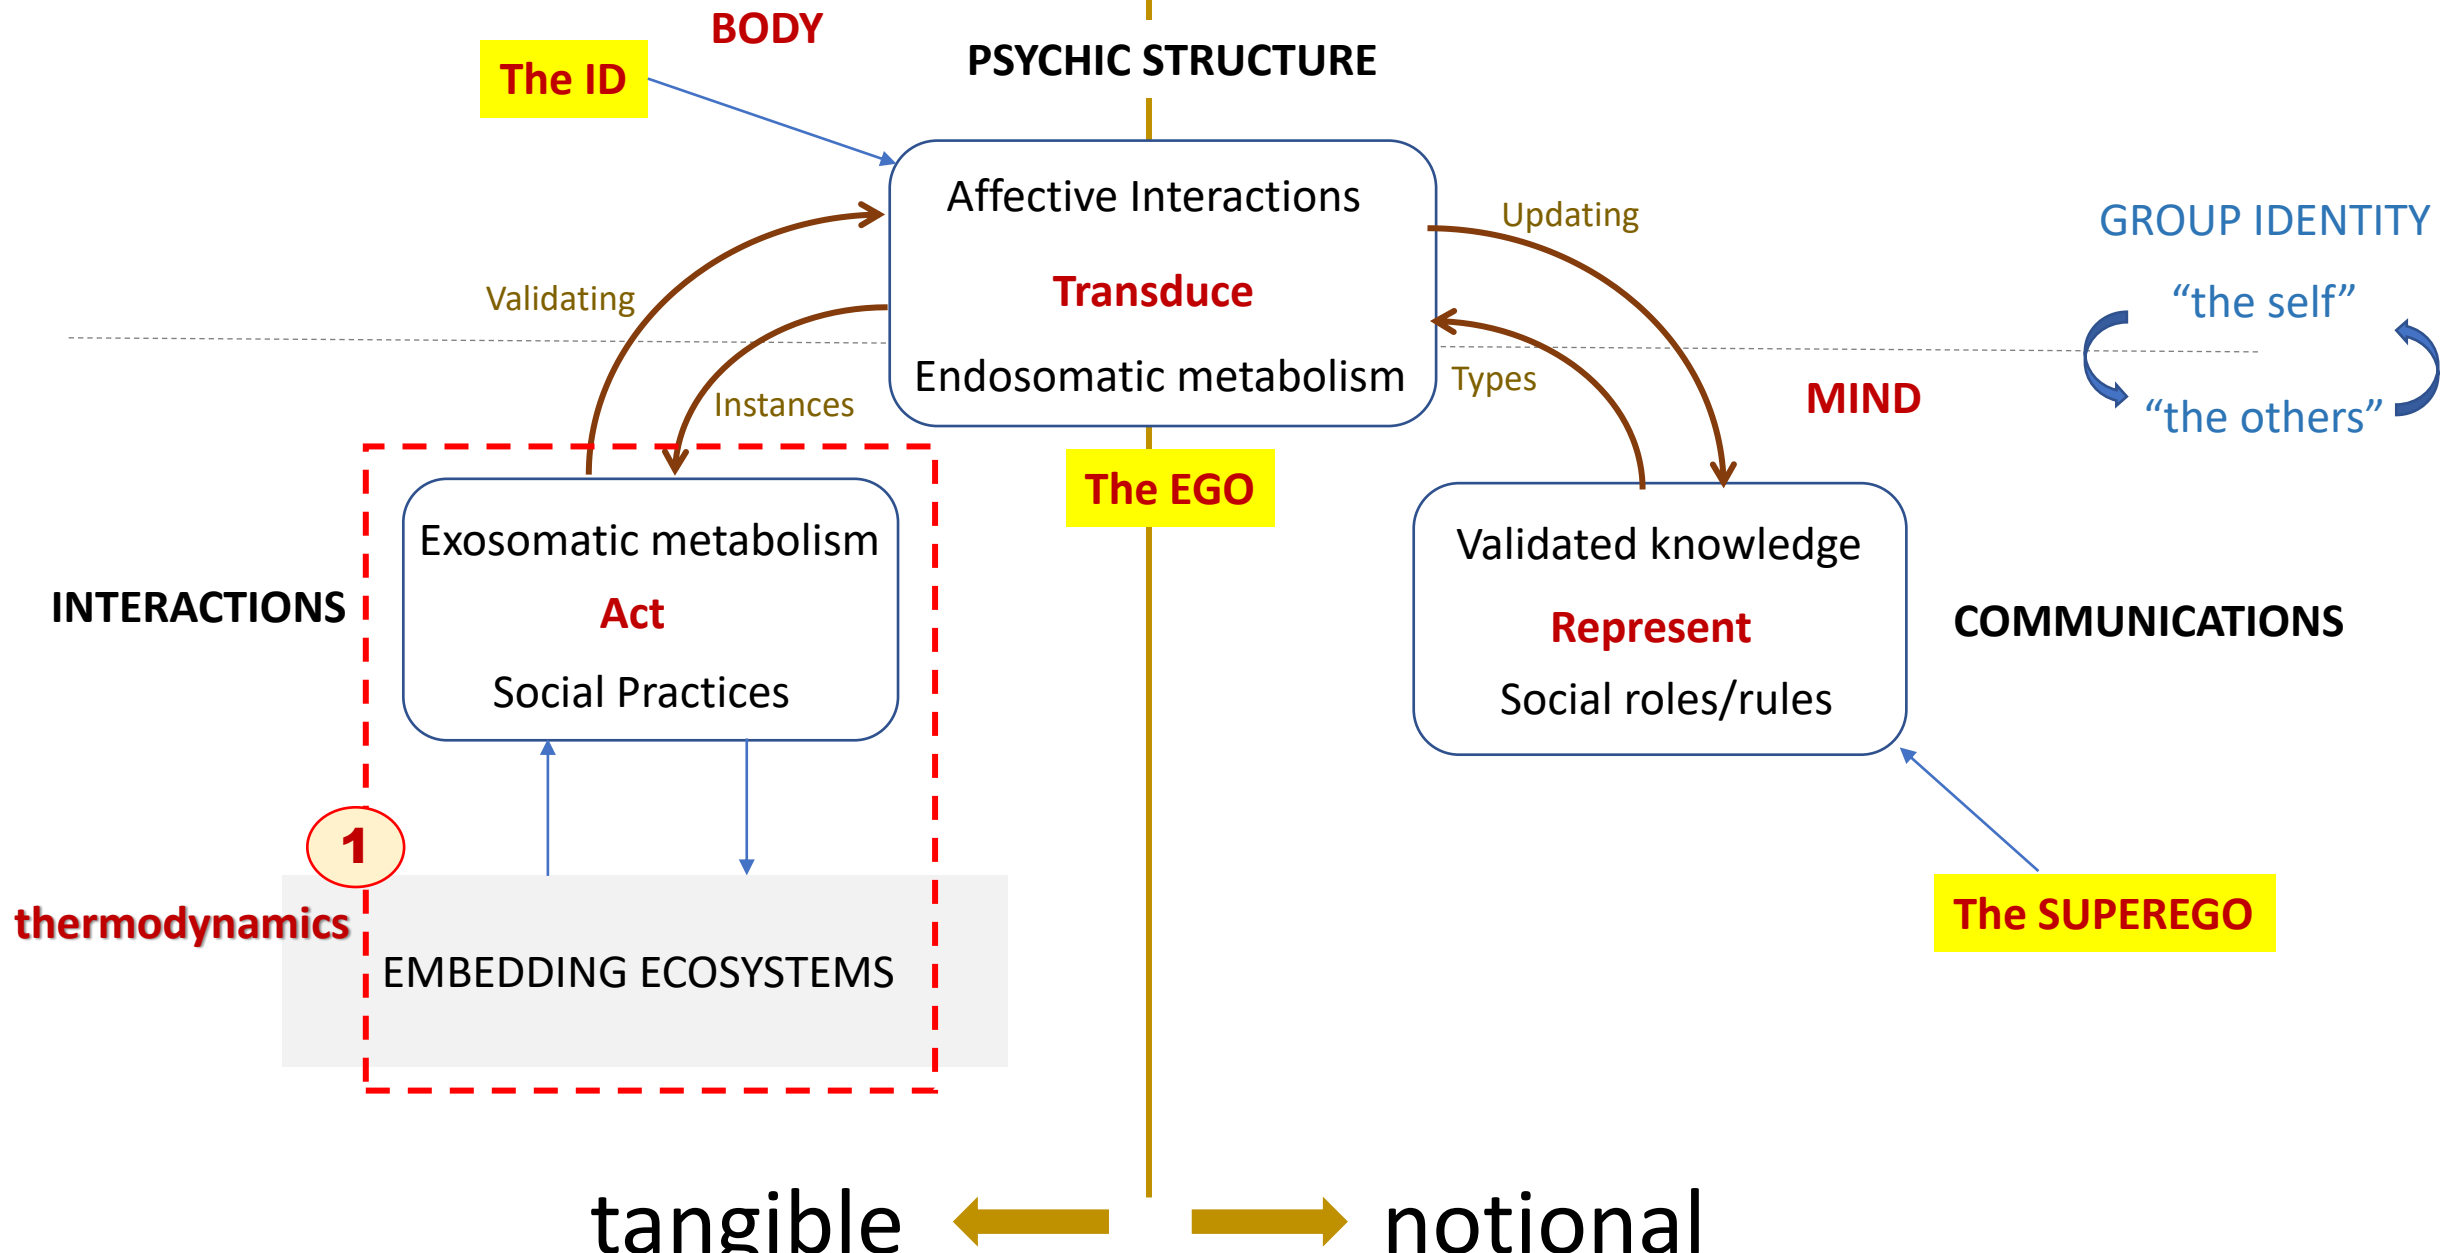 BODY
PSYCHIC STRUCTURE
The ID
Affective Interactions
Updating
GROUP IDENTITY
Transduce
Validating
“the self”
Endosomatic metabolism
Types
MIND
Instances
“the others”
The EGO
Exosomatic metabolism
Validated knowledge
INTERACTIONS
Act
Represent
COMMUNICATIONS
Social Practices
Social roles/rules
1
thermodynamics
The SUPEREGO
EMBEDDING ECOSYSTEMS
tangible
notional